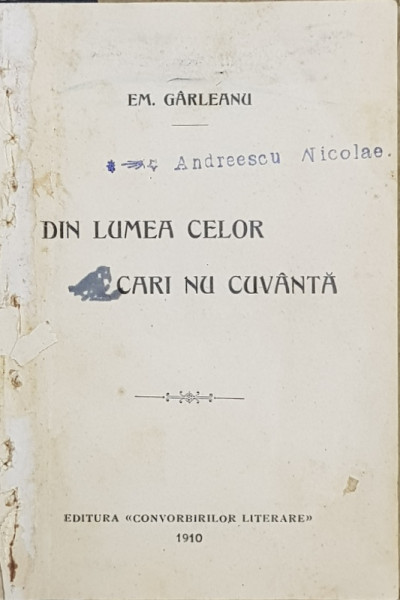 EM. GÂRLEANU
Andreescu Nicolae.
DIN LUMEA CELOR
CARI NU CUVÂNTĂ
EDITURA «CONVORBIRILOR LITERARE»
1910